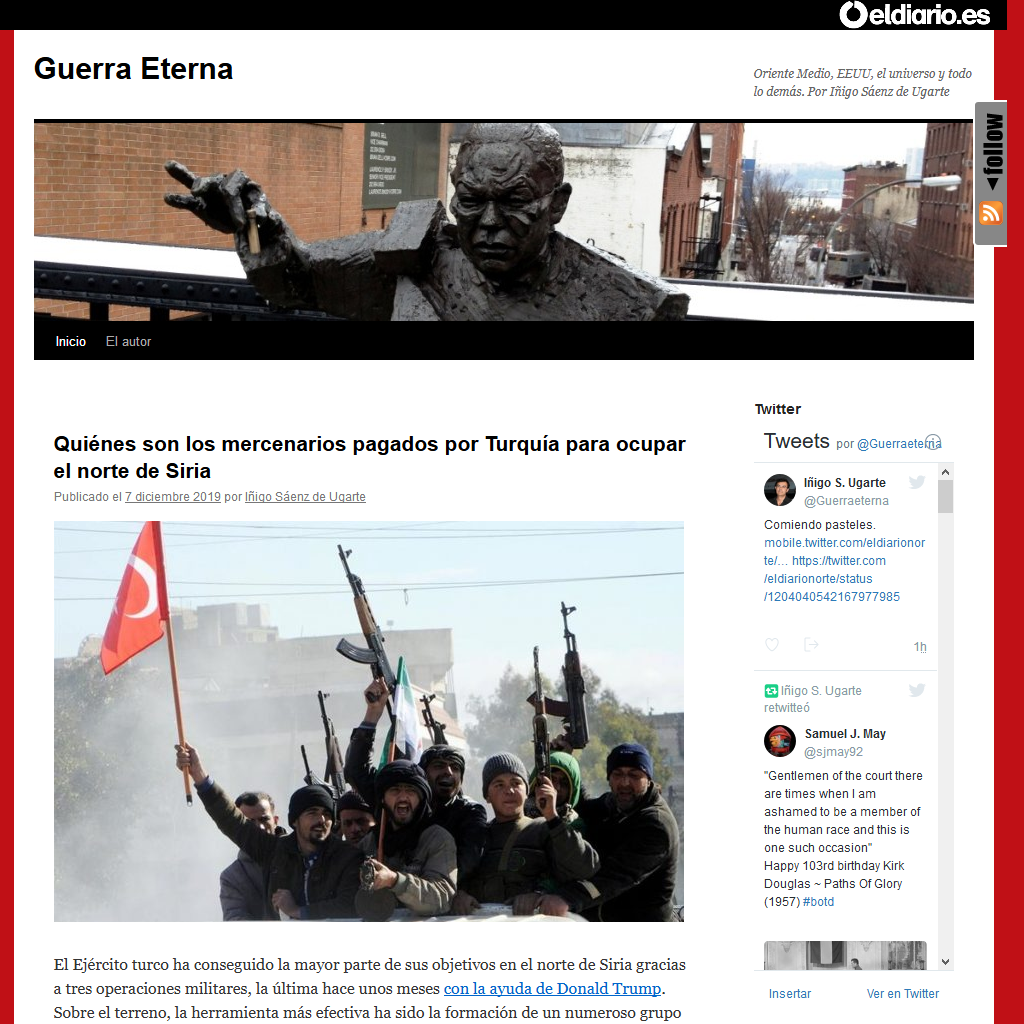 eldiario.es
Guerra Eterna
Oriente Medio, EEUU, el universo y todo
lo demás. Por Iñigo Sáenz de Ugarte
follow
Inicio
El autor
Quiénes son los mercenarios pagados por Turquía para ocupar
el norte de Siria
Publicado el 7 diciembre 2019 por Iñigo Sáenz de Ugarte
El Ejército turco ha conseguido la mayor parte de sus objetivos en el norte de Siria gracias
a tres operaciones militares, la última hace unos meses con la ayuda de Donald Trump.
Sobre el terreno, la herramienta más efectiva ha sido la formación de un numeroso grupo
Twitter
Tweets por @Guerraeterna
Iñigo S. Ugarte
@Guerraeterna
Comiendo pasteles.
mobile.twitter.com/eldiarionor
te/… https://twitter.com
/eldiarionorte/status
/1204040542167977985
1h
Iñigo S. Ugarte
retwitteó
Samuel J. May
@sjmay92
"Gentlemen of the court there
are times when I am
ashamed to be a member of
the human race and this is
one such occasion"
Happy 103rd birthday Kirk
Douglas ~ Paths Of Glory
(1957) #botd
Insertar
Ver en Twitter